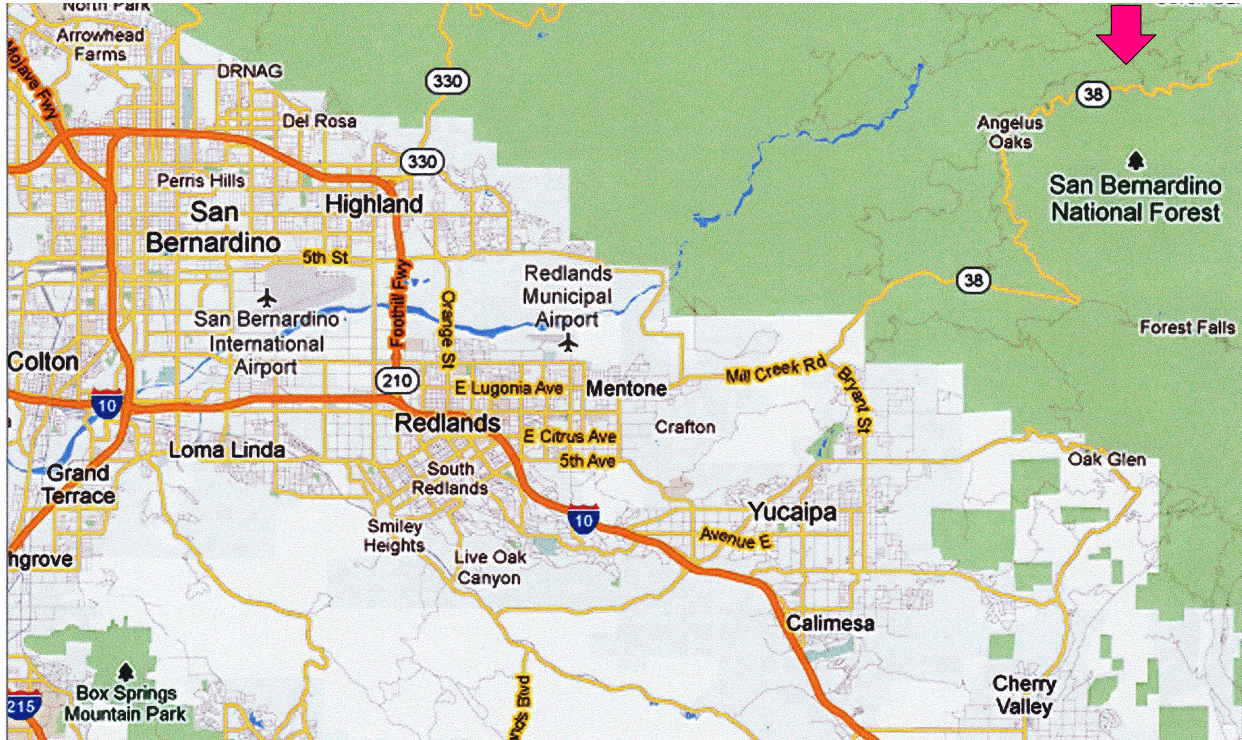 North Park
Arrowhead
Farms
Mojave Fwy
DRNAG
330
38
Del Rosa
Angelus
Oaks
330
Perris Hills
San Bernardino
National Forest
San
Bernardino
Highland
5th St
Redlands
Municipal
Airport
38
Foothill Fwy
Orange St
San Bernardino
International
Airport
Forest Falls
Colton
210
E Lugonia Ave
Mentone
Mill Creek Rd
Bryant St
10
Redlands
E Citrus Ave
Crafton
Loma Linda
5th Ave
Oak Glen
Grand
Terrace
South
Redlands
10
Yucaipa
Smiley
Heights
Avenue E
Live Oak
Canyon
hgrove
Calimesa
Box Springs
Mountain Park
215
Blvd
Cherry
Valley